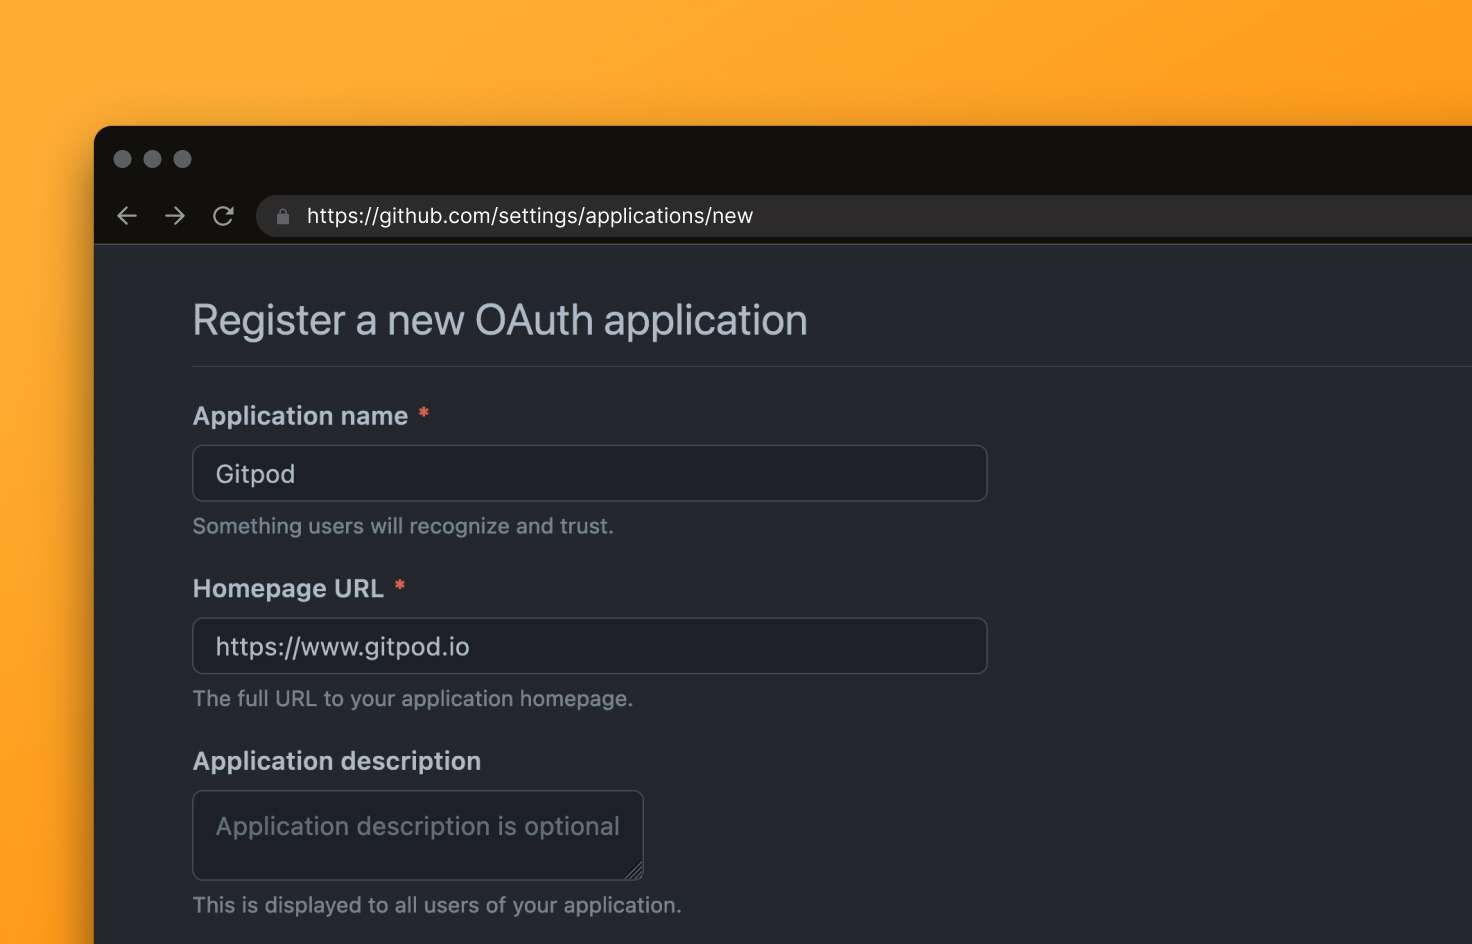 https://github.com/settings/applications/new
Register a new OAuth application
Application name *
Gitpod
Something users will recognize and trust.
Homepage URL *
https://www.gitpod.io
The full URL to your application homepage.
Application description
Application description is optional
This is displayed to all users of your application.